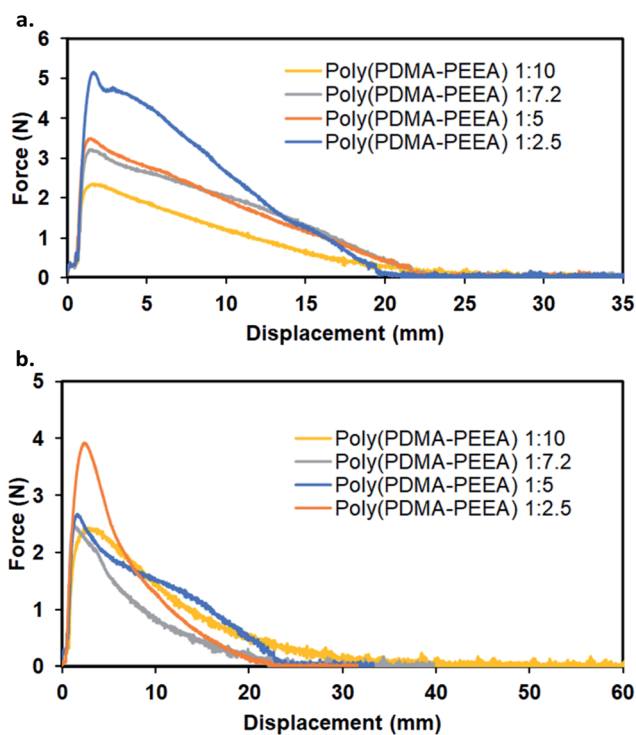 a.
6
5
4
3
2
1
0
Force (N)
Poly(PDMA-PEEA) 1:10
Poly(PDMA-PEEA) 1:7.2
Poly(PDMA-PEEA) 1:5
Poly(PDMA-PEEA) 1:2.5
0 5 10 15 20 25 30 35
Displacement (mm)
b.
5
4
3
2
1
0
Force (N)
Poly(PDMA-PEEA) 1:10
Poly(PDMA-PEEA) 1:7.2
Poly(PDMA-PEEA) 1:5
Poly(PDMA-PEEA) 1:2.5
0 10 20 30 40 50 60
Displacement (mm)